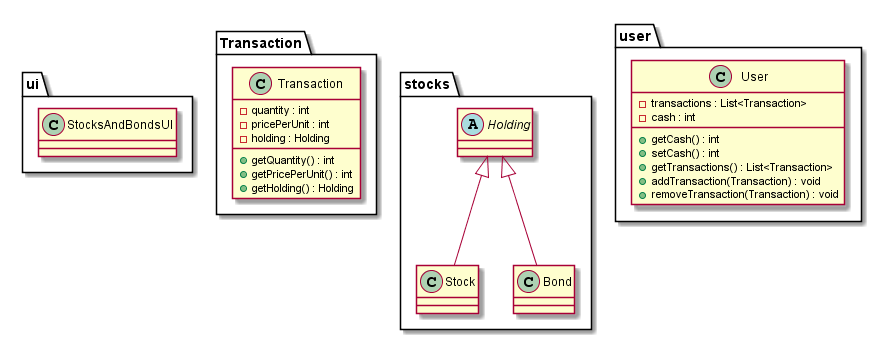 ui
C StocksAndBondsUI
Transaction
C Transaction
quantity : int
pricePerUnit : int
holding : Holding
getQuantity() : int
getPricePerUnit() : int
getHolding() : Holding
stocks
A Holding
C Stock
C Bond
user
C User
transactions : List<Transaction>
cash : int
getCash() : int
setCash() : int
getTransactions() : List<Transaction>
addTransaction(Transaction) : void
removeTransaction(Transaction) : void